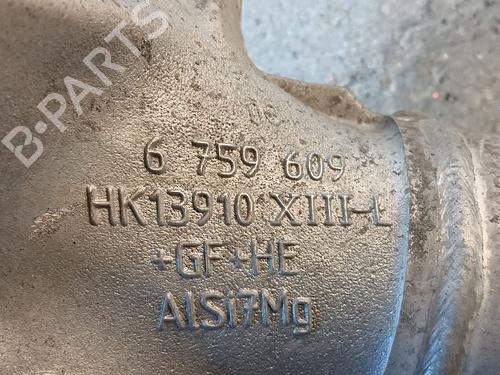 B-PARTS
6 759 609
HK13910 XIII-L
+GF+HE
AlSi7Mg